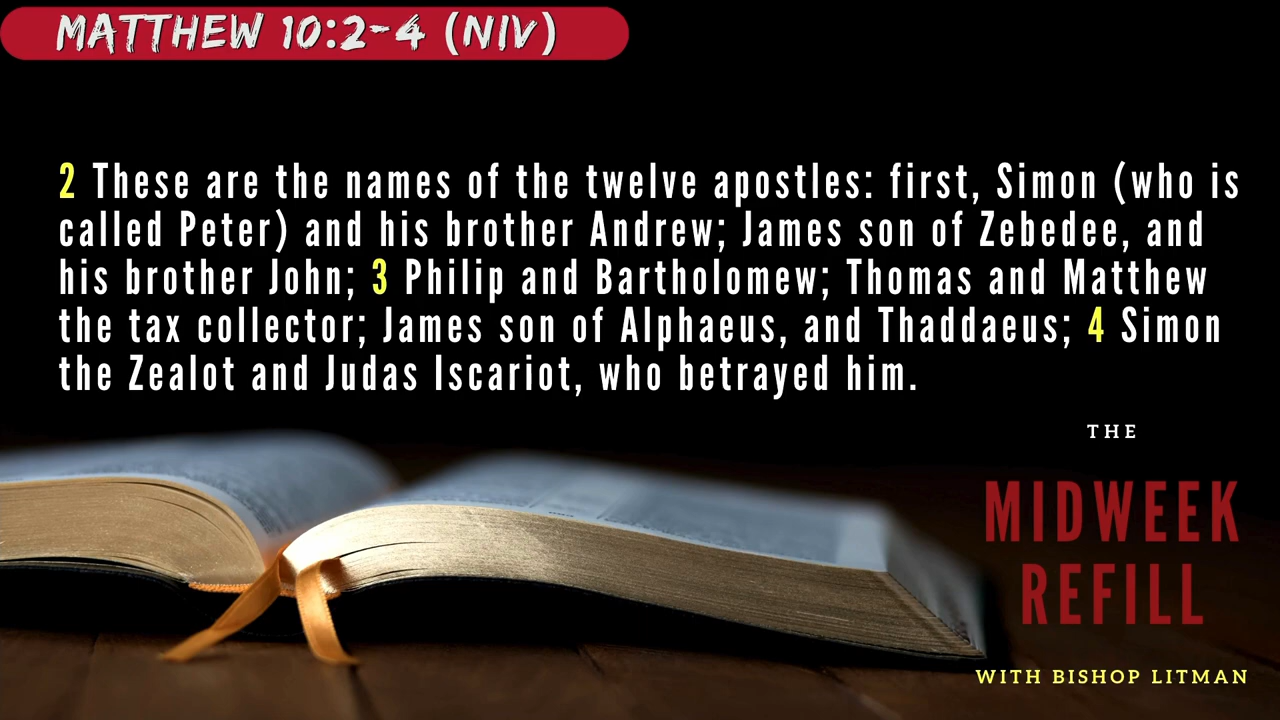 MATTHEW 10:2-4 (NIV)
2 These are the names of the twelve apostles: first, Simon (who is
called Peter) and his brother Andrew; James son of Zebedee, and
his brother John; 3 Philip and Bartholomew; Thomas and Matthew
the tax collector; James son of Alphaeus, and Thaddaeus; 4 Simon
the Zealot and Judas Iscariot, who betrayed him.
THE
MIDWEEK
REFILL
WITH BISHOP LITMAN